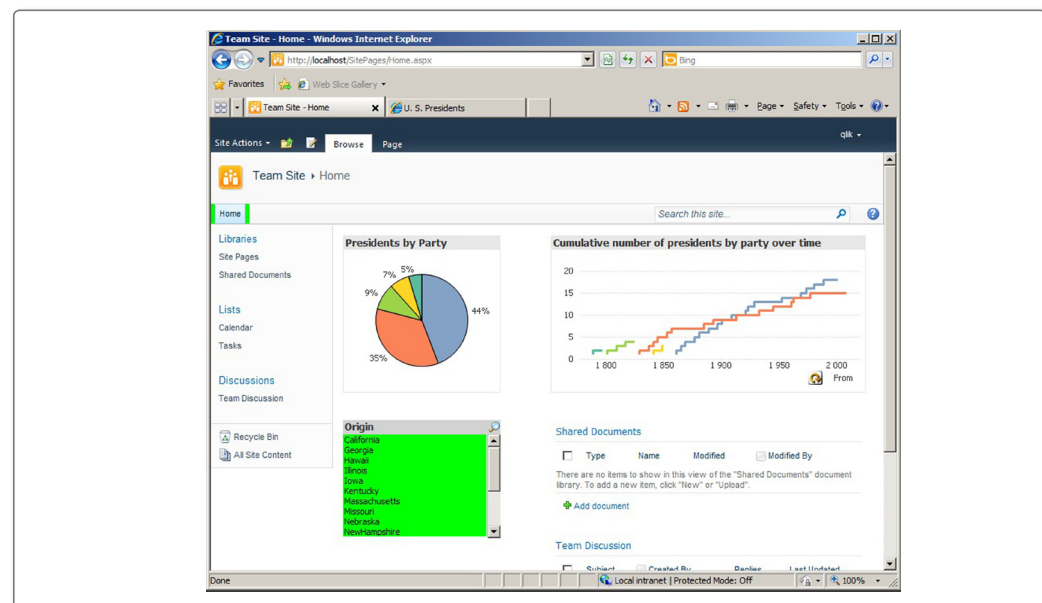 Team Site - Home - Windows Internet Explorer
http://localhost/SitePages/Home.aspx
Bing
Favorites
Web Slice Gallery
Team Site - Home
U. S. Presidents
Page
Safety
Tools
qlik
Site Actions
Browse
Page
Team Site
Home
Home
Search this site...
Libraries
Site Pages
Shared Documents
Lists
Calendar
Tasks
Discussions
Team Discussion
Recycle Bin
All Site Content
Presidents by Party
5%
7%
9%
44%
35%
Cumulative number of presidents by party over time
20
15
10
5
0
1 800
1 850
1 900
1 950
2 000
From
Origin
California
Georgia
Hawaii
Illinois
Iowa
Kentucky
Massachusetts
Missouri
Nebraska
NewHampshire
Shared Documents
Type
Name
Modified
Modified By
There are no items to show in this view of the "Shared Documents" document
library. To add a new item, click "New" or "Upload".
Add document
Team Discussion
Subject
Created By
Replies
Last Updated
Done
Local intranet | Protected Mode: Off
100%